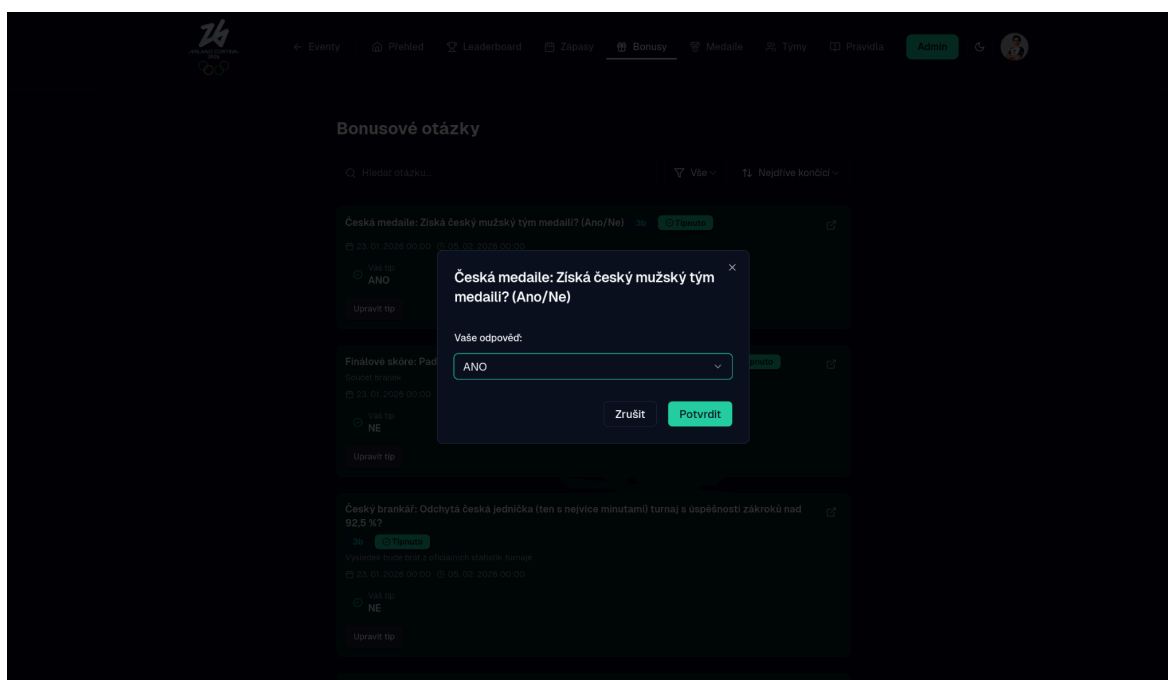 MILANO CORTINA
2026
Eventy
Přehled
Leaderboard
Zápasy
Bonusy
Medaile
Týmy
Pravidla
Admin
Bonusové otázky
Hledat otázku...
Vše
Nejdříve končící
Česká medaile: Získá český mužský tým medaili? (Ano/Ne) 3b Tipnuto
23. 01. 2026 00:00 05. 02. 2026 00:00
Váš tip
ANO
Upravit tip
Česká medaile: Získá český mužský tým
medaili? (Ano/Ne)
Vaše odpověď:
ANO
Zrušit
Potvrdit
Finálové skóre: Pad
Součet branek
23. 01. 2026 00:00
Váš tip
NE
Upravit tip
Český brankář: Odchytá česká jednička (ten s nejvíce minutami) turnaj s úspěšností zákroků nad
92,5 %?
3b Tipnuto
Výsledek bude brát z oficiálních statistik turnaje
23. 01. 2026 00:00 05. 02. 2026 00:00
Váš tip
NE
Upravit tip